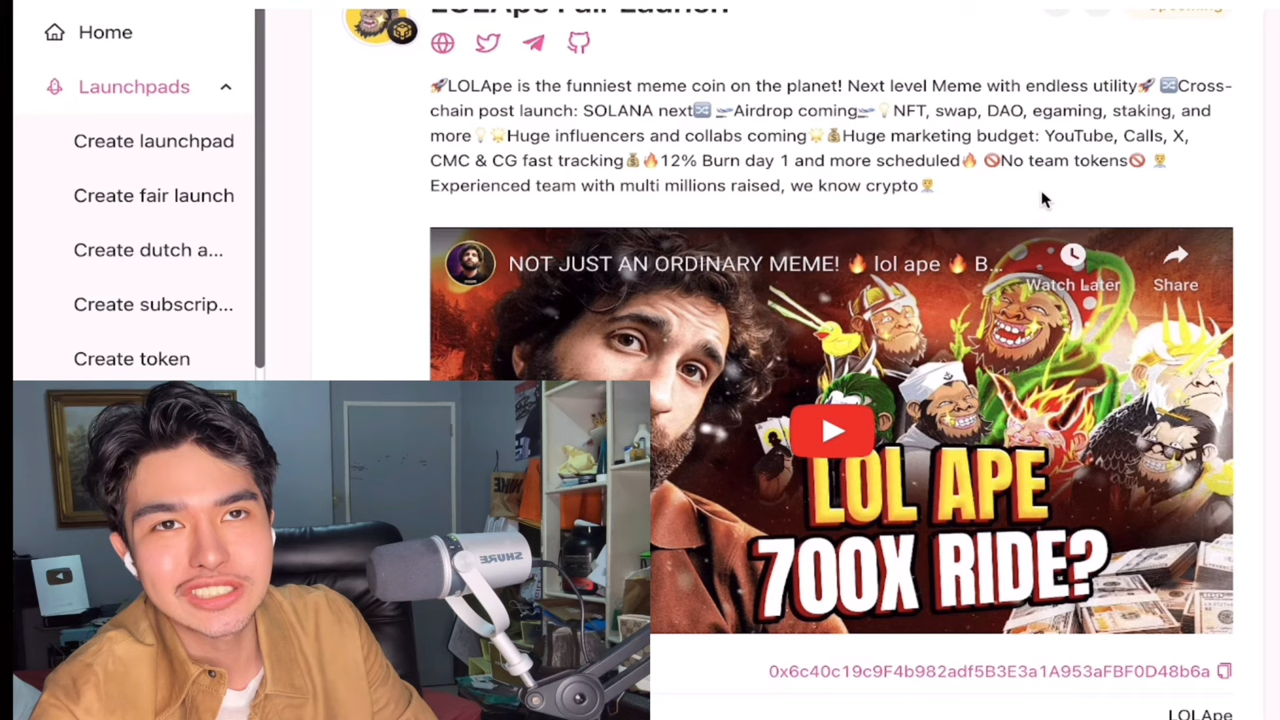 LOLApe Fair Launch
Upcoming
Home
Launchpads
Create launchpad
Create fair launch
Create dutch a...
Create subscrip...
Create token
🚀LOLApe is the funniest meme coin on the planet! Next level Meme with endless utility🚀 🔀Cross-
chain post launch: SOLANA next🔀 🛫Airdrop coming🛫💡NFT, swap, DAO, egaming, staking, and
more💡🌟Huge influencers and collabs coming🌟💰Huge marketing budget: YouTube, Calls, X,
CMC & CG fast tracking💰🔥12% Burn day 1 and more scheduled🔥 🚫No team tokens🚫 👨‍💼
Experienced team with multi millions raised, we know crypto👨‍💼
NOT JUST AN ORDINARY MEME! 🔥 lol ape 🔥 B...
Watch Later
Share
LOL APE
700X RIDE?
SHURE
0x6c40c19c9F4b982adf5B3E3a1A953aFBF0D48b6a
LOLApe